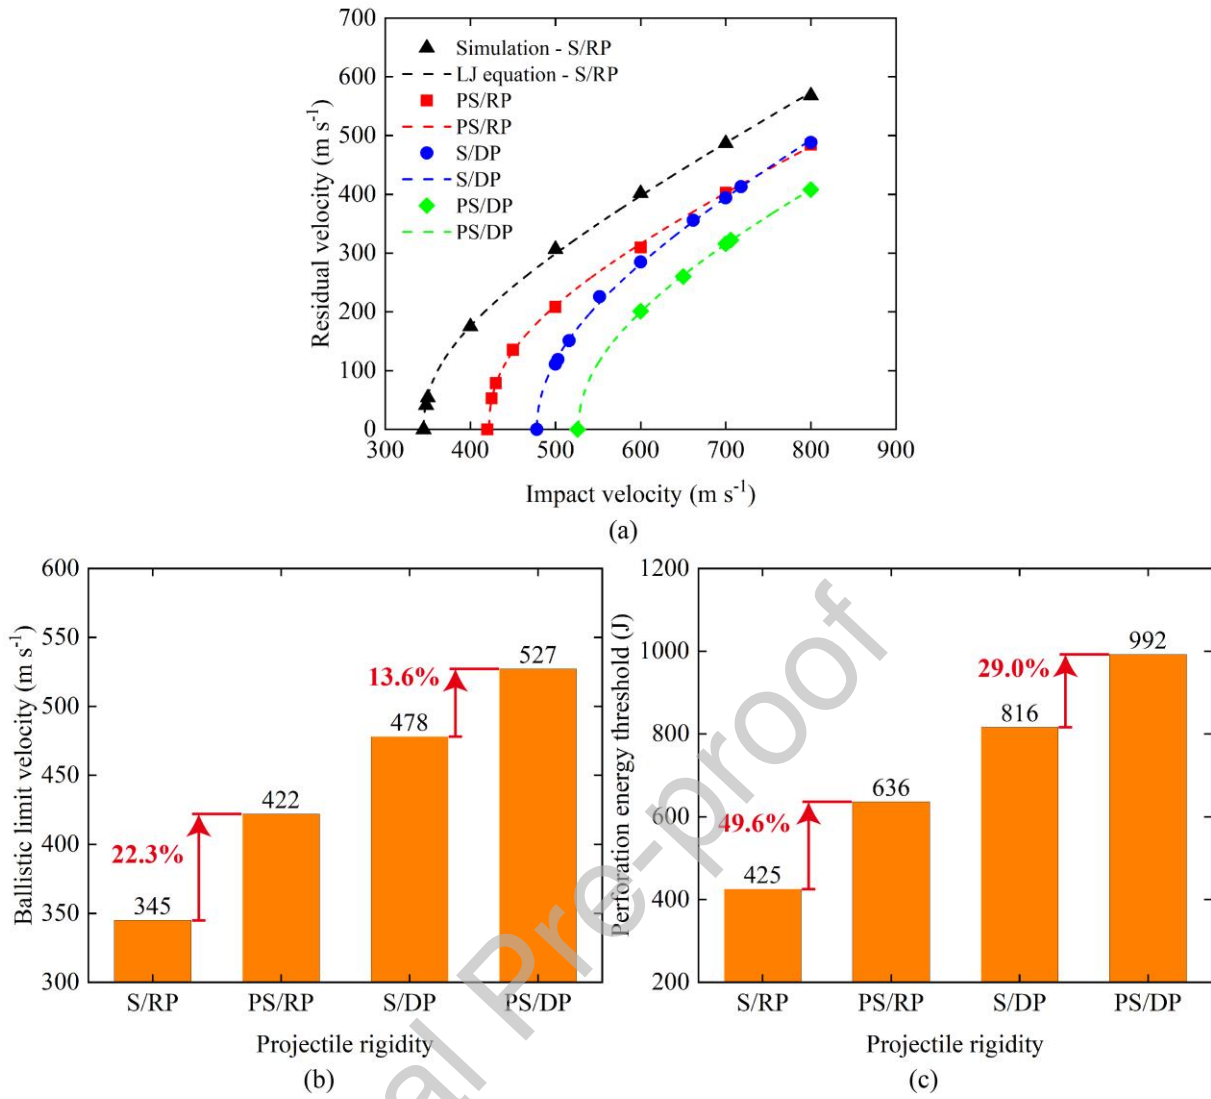 700
600
500
400
300
200
100
0
Residual velocity (m s⁻¹)
Simulation - S/RP
LJ equation - S/RP
PS/RP
PS/RP
S/DP
S/DP
PS/DP
PS/DP
300 400 500 600 700 800 900
Impact velocity (m s⁻¹)
(a)
600
550
500
450
400
350
300
Ballistic limit velocity (m s⁻¹)
22.3%
13.6%
345
422
478
527
S/RP PS/RP S/DP PS/DP
Projectile rigidity
(b)
1200
1000
800
600
400
200
Perforation energy threshold (J)
49.6%
29.0%
425
636
816
992
S/RP PS/RP S/DP PS/DP
Projectile rigidity
(c)
al Pre-proof